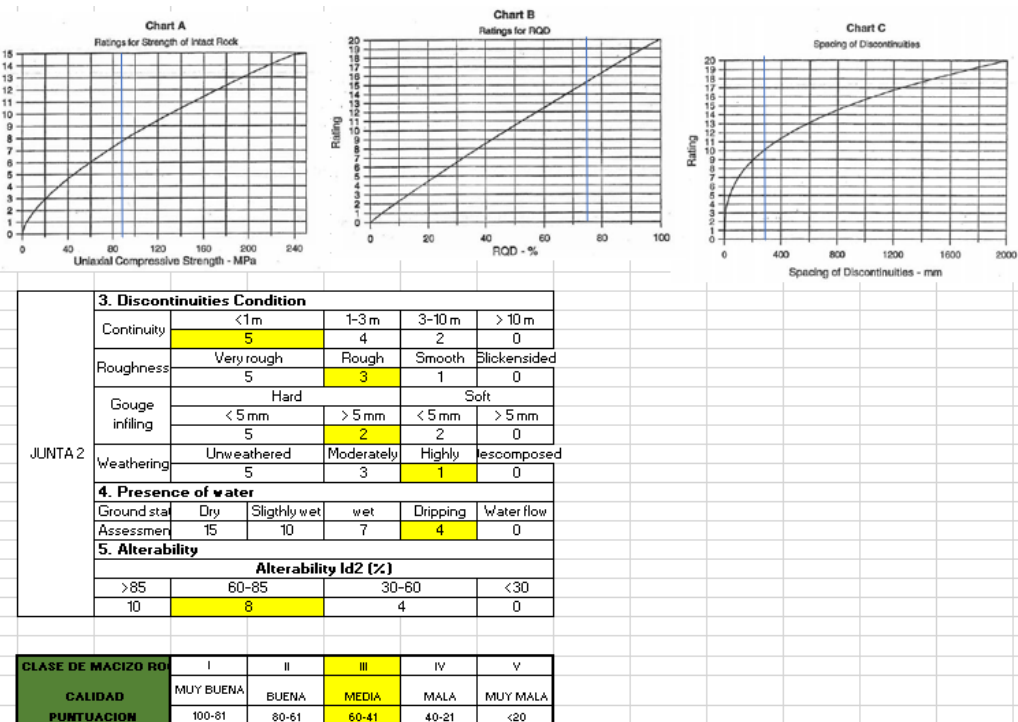 Chart A
Ratings for Strength of Intact Rock
15
14
13
12
11
10
9
8
7
6
5
4
3
2
1
0
0 40 80 120 160 200 240
Uniaxial Compressive Strength - MPa
Chart B
Ratings for RQD
Rating
20
19
18
17
16
15
14
13
12
11
10
9
8
7
6
5
4
3
2
1
0
0 20 40 60 80 100
RQD - %
Chart C
Spacing of Discontinuities
Rating
20
19
18
17
16
15
14
13
12
11
10
9
8
7
6
5
4
3
2
1
0
0 400 800 1200 1600 2000
Spacing of Discontinuities - mm
JUNTA 2
3. Discontinuities Condition
Continuity <1 m 1-3 m 3-10 m > 10 m
5 4 2 0
Roughness Very rough Rough Smooth Slickensided
5 3 1 0
Gouge infiling Hard Soft
< 5 mm > 5 mm < 5 mm > 5 mm
5 2 2 0
Weathering Unweathered Moderately Highly lescomposed
5 3 1 0
4. Presence of water
Ground stat Dry Sligthly wet wet Dripping Water flow
Assessmen 15 10 7 4 0
5. Alterability
Alterability Id2 (%)
>85 60-85 30-60 <30
10 8 4 0
CLASE DE MACIZO RO I II III IV V
CALIDAD MUY BUENA BUENA MEDIA MALA MUY MALA
PUNTUACION 100-81 80-61 60-41 40-21 <20